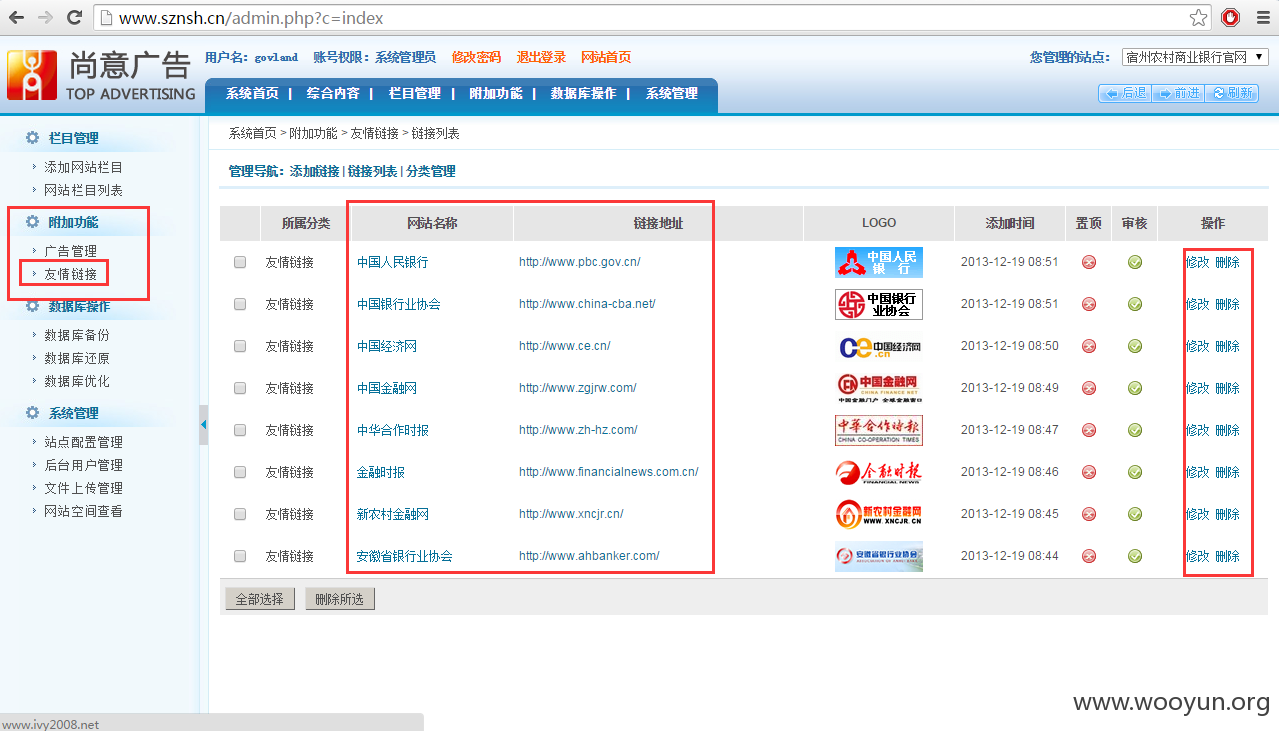 www.sznsh.cn/admin.php?c=index
尚意广告
TOP ADVERTISING
用户名：govland 账号权限：系统管理员 修改密码 退出登录 网站首页
您管理的站点： 宿州农村商业银行官网
系统首页 | 综合内容 | 栏目管理 | 附加功能 | 数据库操作 | 系统管理
后退 前进 刷新
栏目管理
添加网站栏目
网站栏目列表
附加功能
广告管理
友情链接
数据库操作
数据库备份
数据库还原
数据库优化
系统管理
站点配置管理
后台用户管理
文件上传管理
网站空间查看
系统首页 > 附加功能 > 友情链接 > 链接列表
管理导航：添加链接 | 链接列表 | 分类管理
所属分类 网站名称 链接地址 LOGO 添加时间 置顶 审核 操作
友情链接 中国人民银行 http://www.pbc.gov.cn/ 中国人民银行 2013-12-19 08:51 修改 删除
友情链接 中国银行业协会 http://www.china-cba.net/ 中国银行业协会 2013-12-19 08:51 修改 删除
友情链接 中国经济网 http://www.ce.cn/ ce.cn 中国经济网 2013-12-19 08:50 修改 删除
友情链接 中国金融网 http://www.zgjrw.com/ 中国金融网 CHINA FINANCE NET 中国金融门户 全球金融窗口 2013-12-19 08:49 修改 删除
友情链接 中华合作时报 http://www.zh-hz.com/ 中華合作時報 CHINA CO-OPERATION TIMES 2013-12-19 08:47 修改 删除
友情链接 金融时报 http://www.financialnews.com.cn/ 金融时报 FINANCIAL NEWS 2013-12-19 08:46 修改 删除
友情链接 新农村金融网 http://www.xncjr.cn/ 新农村金融网 WWW.XNCJR.CN 2013-12-19 08:45 修改 删除
友情链接 安徽省银行业协会 http://www.ahbanker.com/ 安徽省银行业协会 2013-12-19 08:44 修改 删除
全部选择 删除所选
www.wooyun.org
www.ivy2008.net